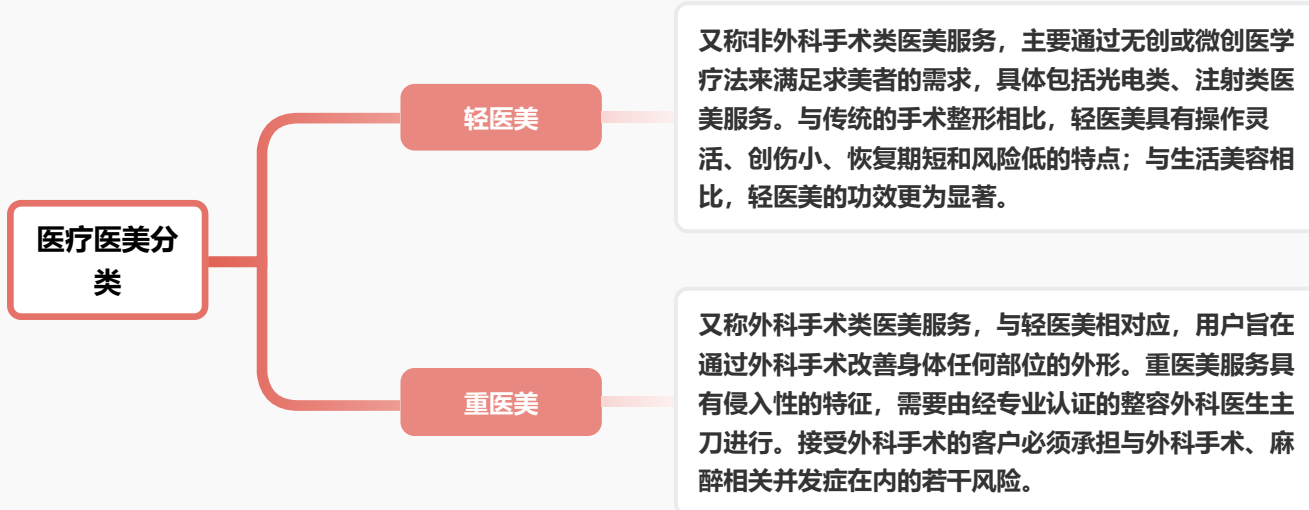 医疗医美分
类
轻医美
又称非外科手术类医美服务，主要通过无创或微创医学
疗法来满足求美者的需求，具体包括光电类、注射类医
美服务。与传统的手术整形相比，轻医美具有操作灵
活、创伤小、恢复期短和风险低的特点；与生活美容相
比，轻医美的功效更为显著。
重医美
又称外科手术类医美服务，与轻医美相对应，用户旨在
通过外科手术改善身体任何部位的外形。重医美服务具
有侵入性的特征，需要由经专业认证的整容外科医生主
刀进行。接受外科手术的客户必须承担与外科手术、麻
醉相关并发症在内的若干风险。